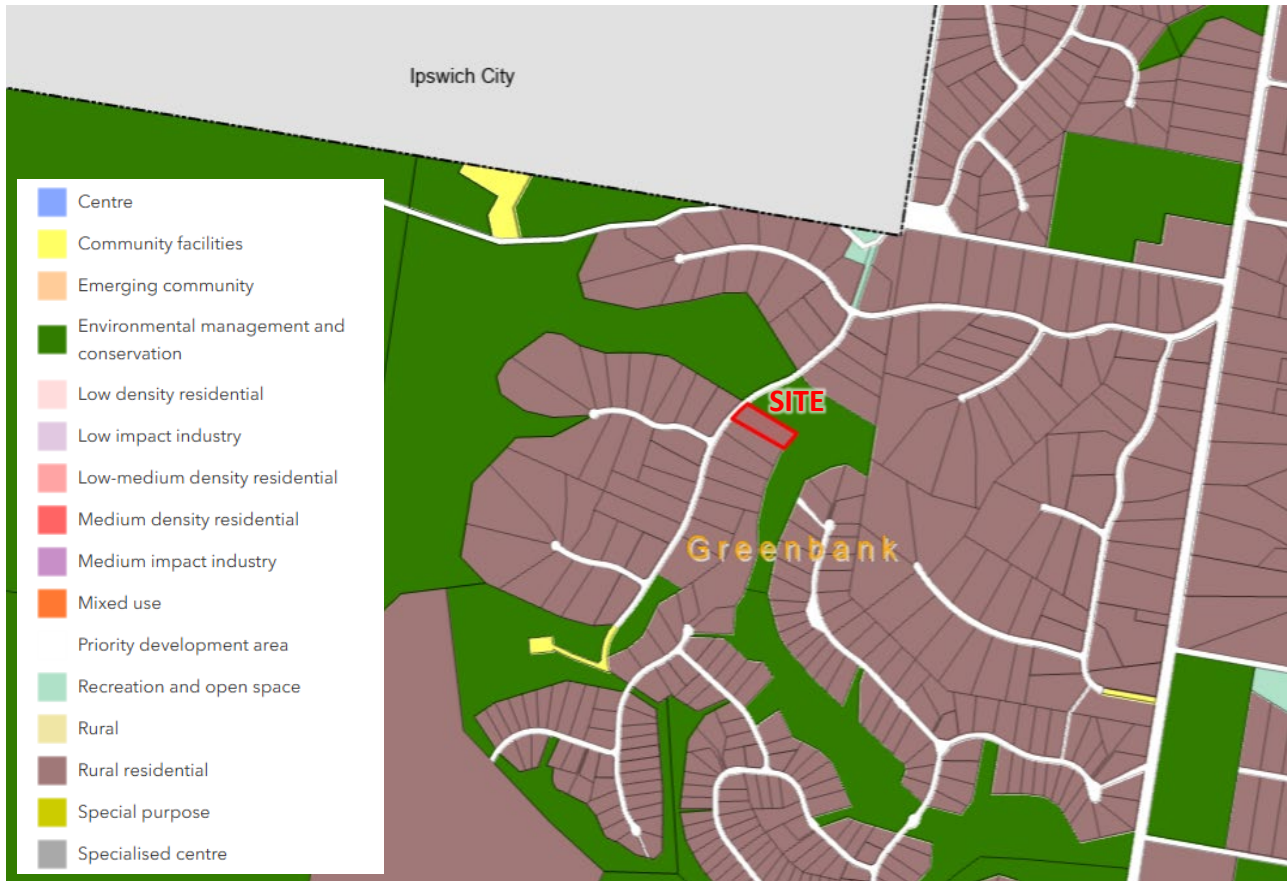 Ipswich City
Centre
Community facilities
Emerging community
Environmental management and
conservation
Low density residential
Low impact industry
Low-medium density residential
Medium density residential
Medium impact industry
Mixed use
Priority development area
Recreation and open space
Rural
Rural residential
Special purpose
Specialised centre
SITE
Greenbank